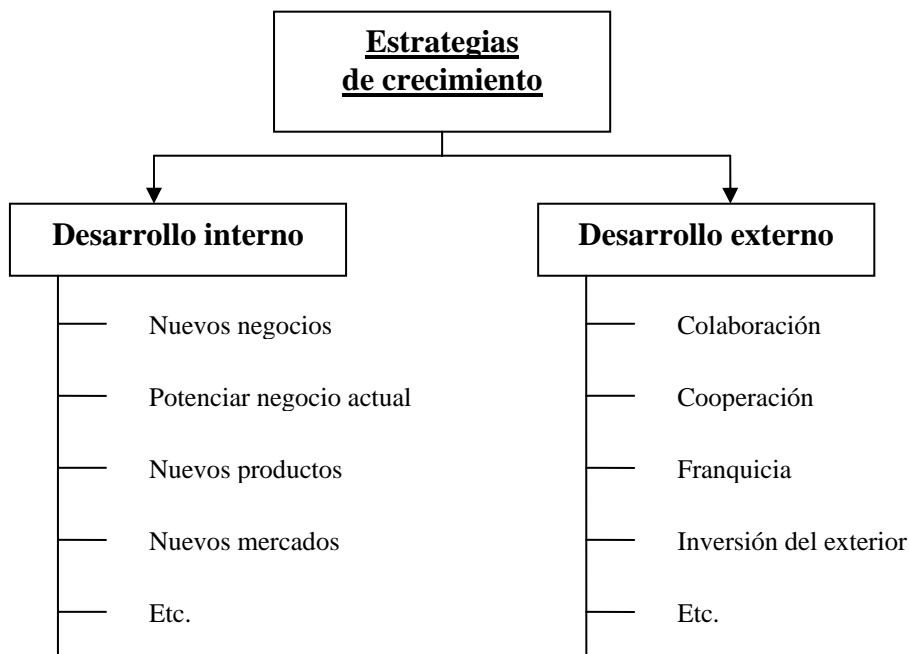 Estrategias
de crecimiento
Desarrollo interno
Nuevos negocios
Potenciar negocio actual
Nuevos productos
Nuevos mercados
Etc.
Desarrollo externo
Colaboración
Cooperación
Franquicia
Inversión del exterior
Etc.